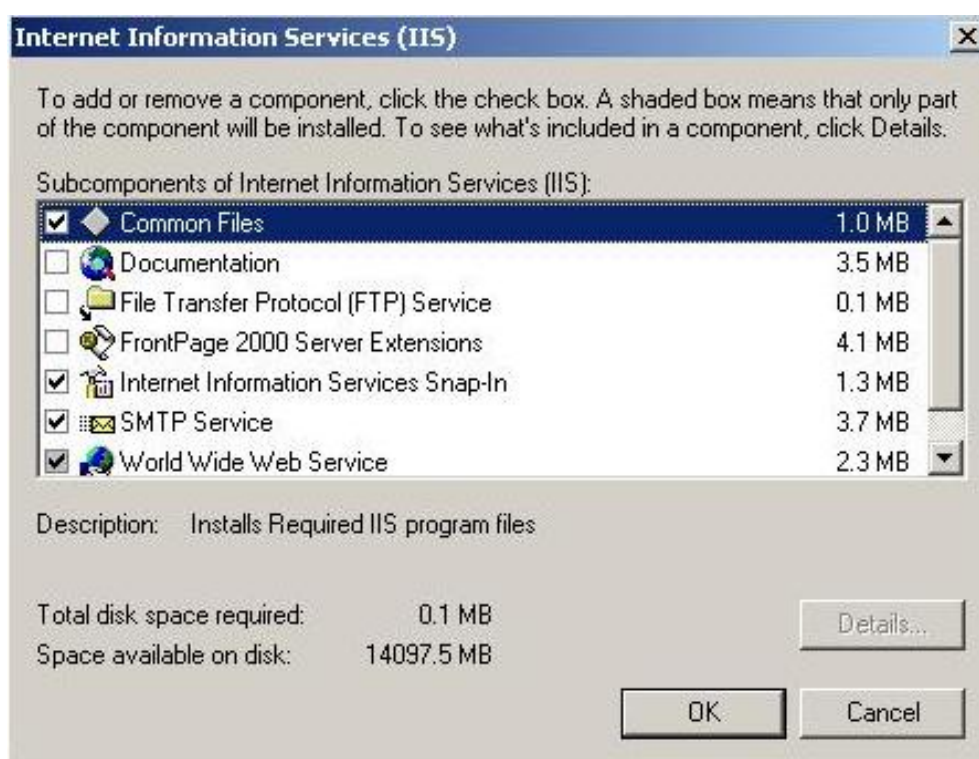 Internet Information Services (IIS)
To add or remove a component, click the check box. A shaded box means that only part
of the component will be installed. To see what's included in a component, click Details.
Subcomponents of Internet Information Services (IIS):
Common Files 1.0 MB
Documentation 3.5 MB
File Transfer Protocol (FTP) Service 0.1 MB
FrontPage 2000 Server Extensions 4.1 MB
Internet Information Services Snap-In 1.3 MB
SMTP Service 3.7 MB
World Wide Web Service 2.3 MB
Description: Installs Required IIS program files
Total disk space required: 0.1 MB
Space available on disk: 14097.5 MB
Details...
OK Cancel